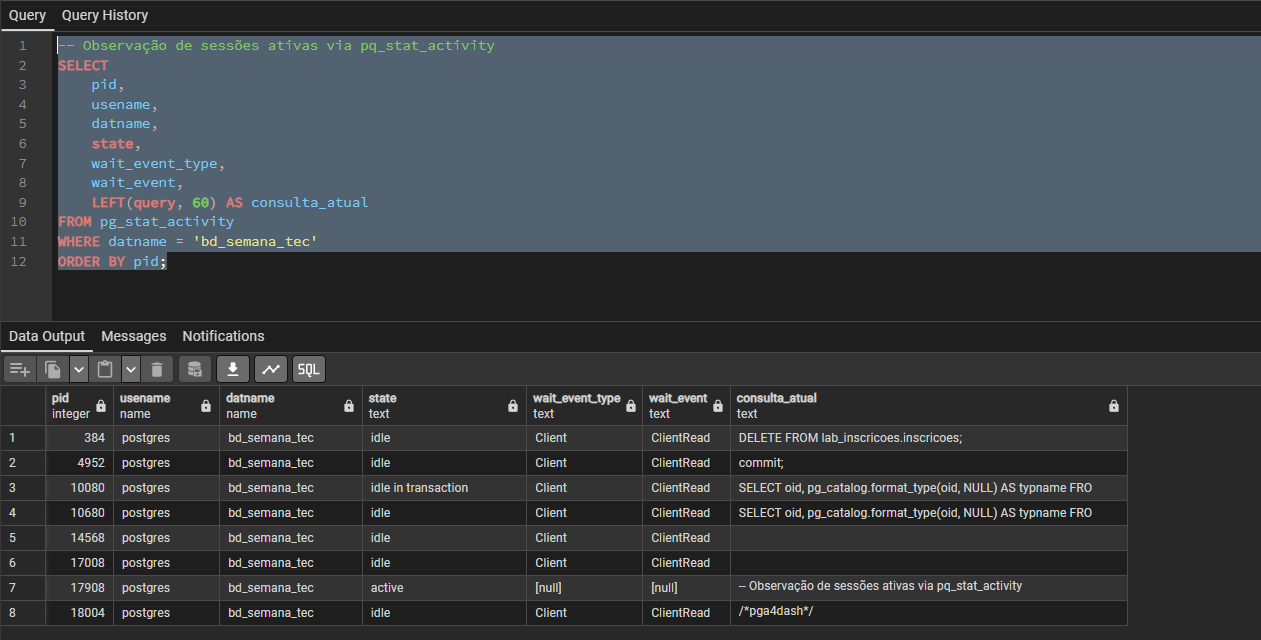 Query Query History
1 -- Observação de sessões ativas via pq_stat_activity
2 SELECT
3 pid,
4 usename,
5 datname,
6 state,
7 wait_event_type,
8 wait_event,
9 LEFT(query, 60) AS consulta_atual
10 FROM pg_stat_activity
11 WHERE datname = 'bd_semana_tec'
12 ORDER BY pid;
Data Output Messages Notifications
SQL
pid usename datname state wait_event_type wait_event consulta_atual
integer name name text text text text
1 384 postgres bd_semana_tec idle Client ClientRead DELETE FROM lab_inscricoes.inscricoes;
2 4952 postgres bd_semana_tec idle Client ClientRead commit;
3 10080 postgres bd_semana_tec idle in transaction Client ClientRead SELECT oid, pg_catalog.format_type(oid, NULL) AS typname FRO
4 10680 postgres bd_semana_tec idle Client ClientRead SELECT oid, pg_catalog.format_type(oid, NULL) AS typname FRO
5 14568 postgres bd_semana_tec idle Client ClientRead
6 17008 postgres bd_semana_tec idle Client ClientRead
7 17908 postgres bd_semana_tec active [null] [null] -- Observação de sessões ativas via pq_stat_activity
8 18004 postgres bd_semana_tec idle Client ClientRead /*pga4dash*/